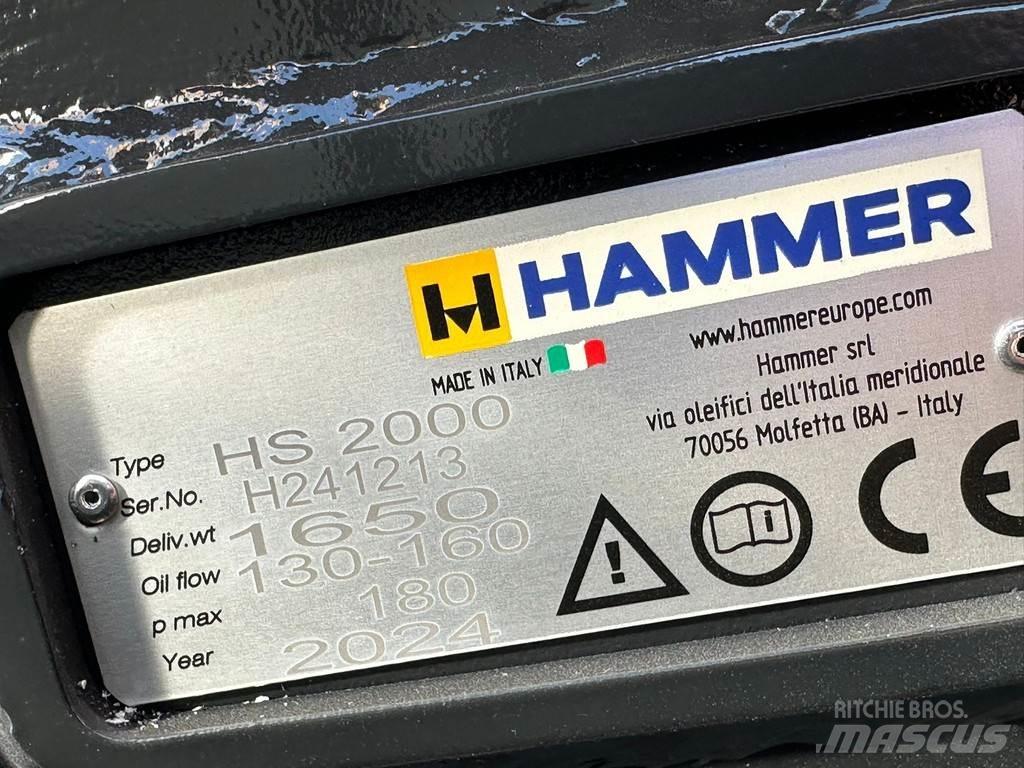 H HAMMER
MADE IN ITALY
www.hammereurope.com
Hammer srl
via oleifici dell'Italia meridionale
70056 Molfetta (BA) - Italy
Type HS 2000
Ser.No. H241213
Deliv.wt 1650
Oil flow 130-160
p max 180
Year 2024
i
CE
RITCHIE BROS.
MASCUS